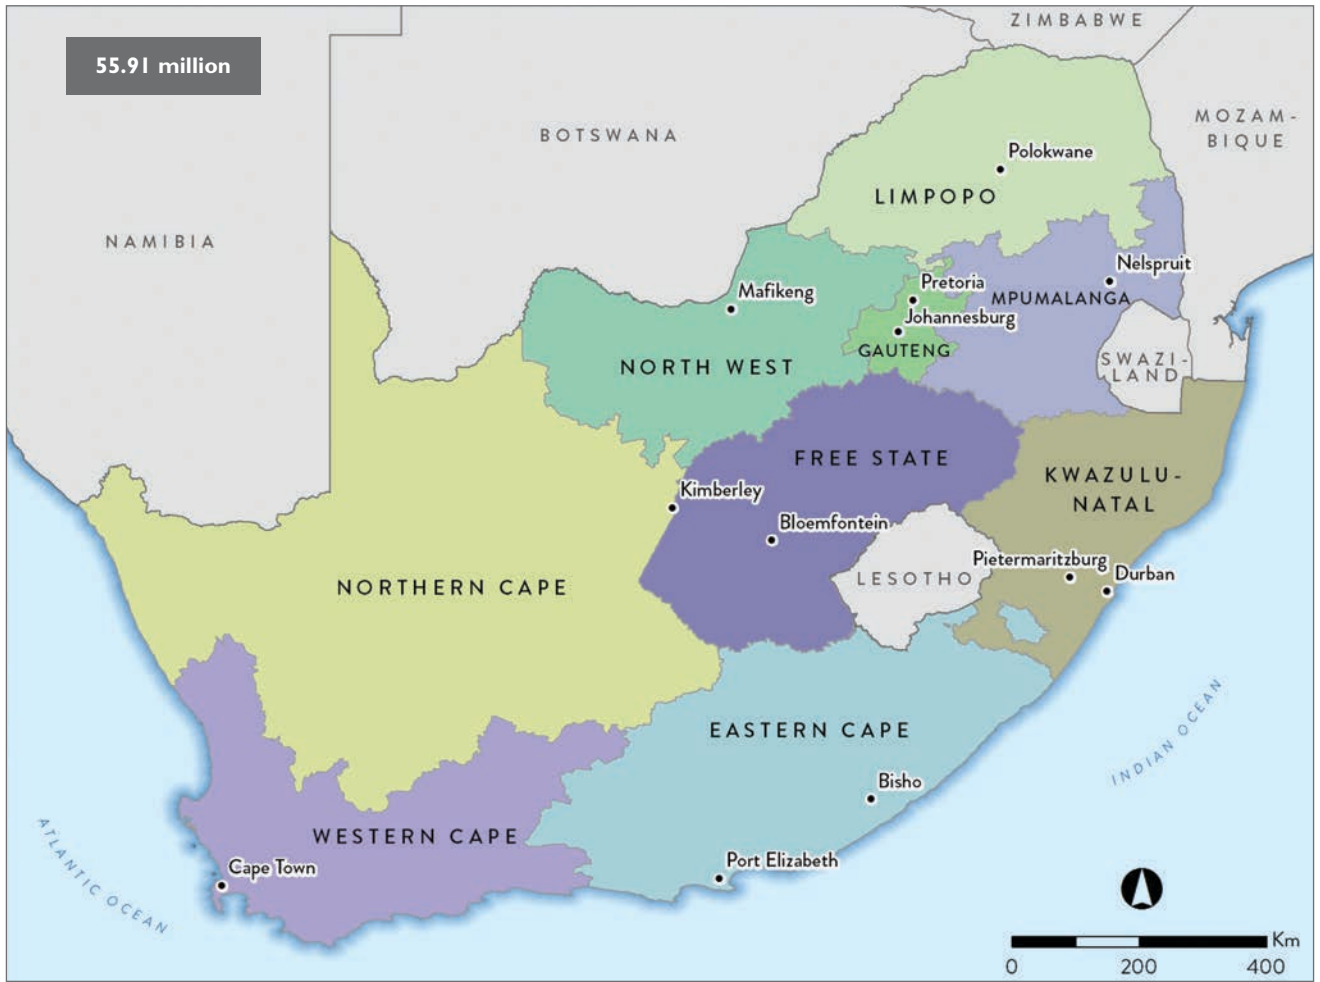 ZIMBABWE
55.91 million
MOZAM-
BIQUE
BOTSWANA
Polokwane
LIMPOPO
NAMIBIA
Nelspruit
Pretoria
Mafikeng
MPUMALANGA
Johannesburg
GAUTENG
NORTH WEST
SWAZI-
LAND
FREE STATE
KWAZULU-
NATAL
Kimberley
Bloemfontein
Pietermaritzburg
Durban
LESOTHO
NORTHERN CAPE
EASTERN CAPE
INDIAN OCEAN
Bisho
WESTERN CAPE
Port Elizabeth
Cape Town
ATLANTIC OCEAN
Km
0 200 400